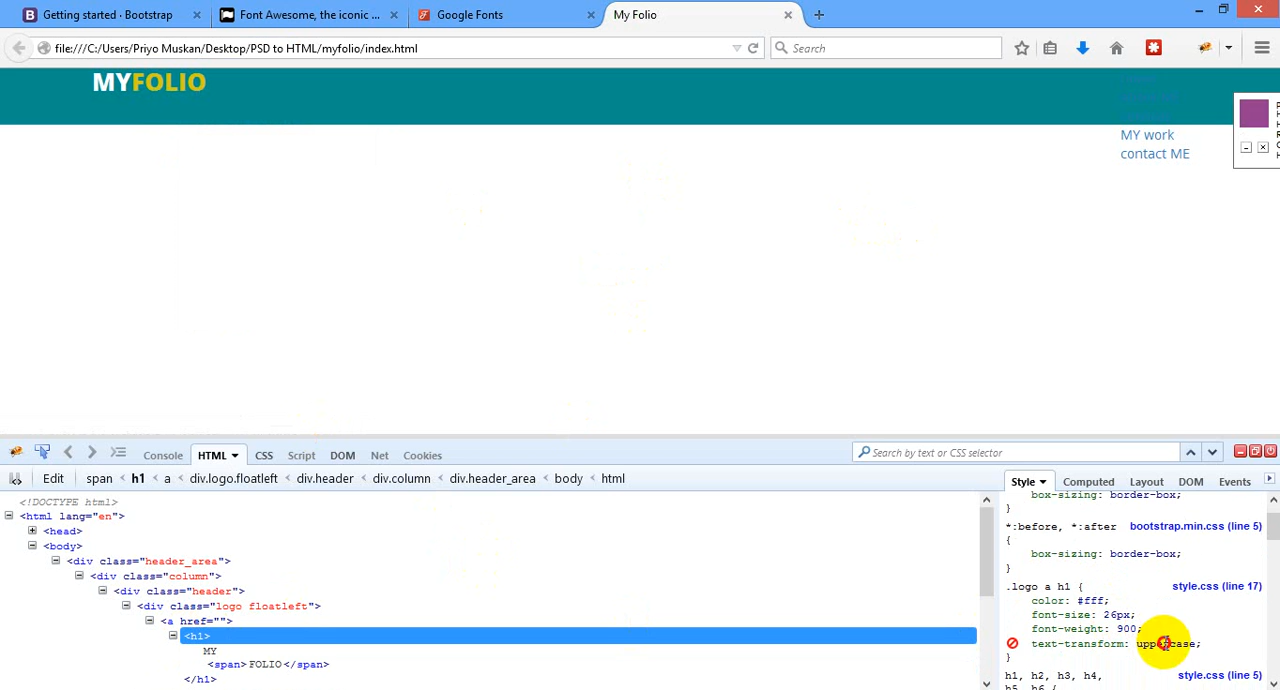 Getting started · Bootstrap
Font Awesome, the iconic ...
Google Fonts
My Folio
file:///C:/Users/Priyo Muskan/Desktop/PSD to HTML/myfolio/index.html
Search
MYFOLIO
MY work
contact ME
Console HTML CSS Script DOM Net Cookies
Search by text or CSS selector
Edit span < h1 < a < div.logo.floatleft < div.header < div.column < div.header_area < body < html
Style Computed Layout DOM Events
<!DOCTYPE html>
<html lang="en">
<head>
<body>
<div class="header_area">
<div class="column">
<div class="header">
<div class="logo floatleft">
<a href="">
<h1>
MY
<span>FOLIO</span>
</h1>
box-sizing: border-box;
}
*:before, *:after bootstrap.min.css (line 5)
{
box-sizing: border-box;
}
.logo a h1 { style.css (line 17)
color: #fff;
font-size: 26px;
font-weight: 900;
text-transform: uppercase;
}
h1, h2, h3, h4, style.css (line 5)
h5, h6 {